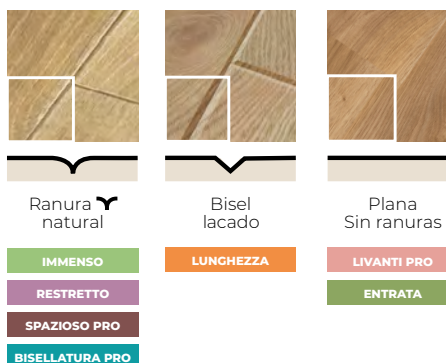 Ranura
natural
IMMENSO
RESTRETTO
SPAZIOSO PRO
BISELLATURA PRO
Bisel
lacado
LUNGHEZZA
Plana
Sin ranuras
LIVANTI PRO
ENTRATA